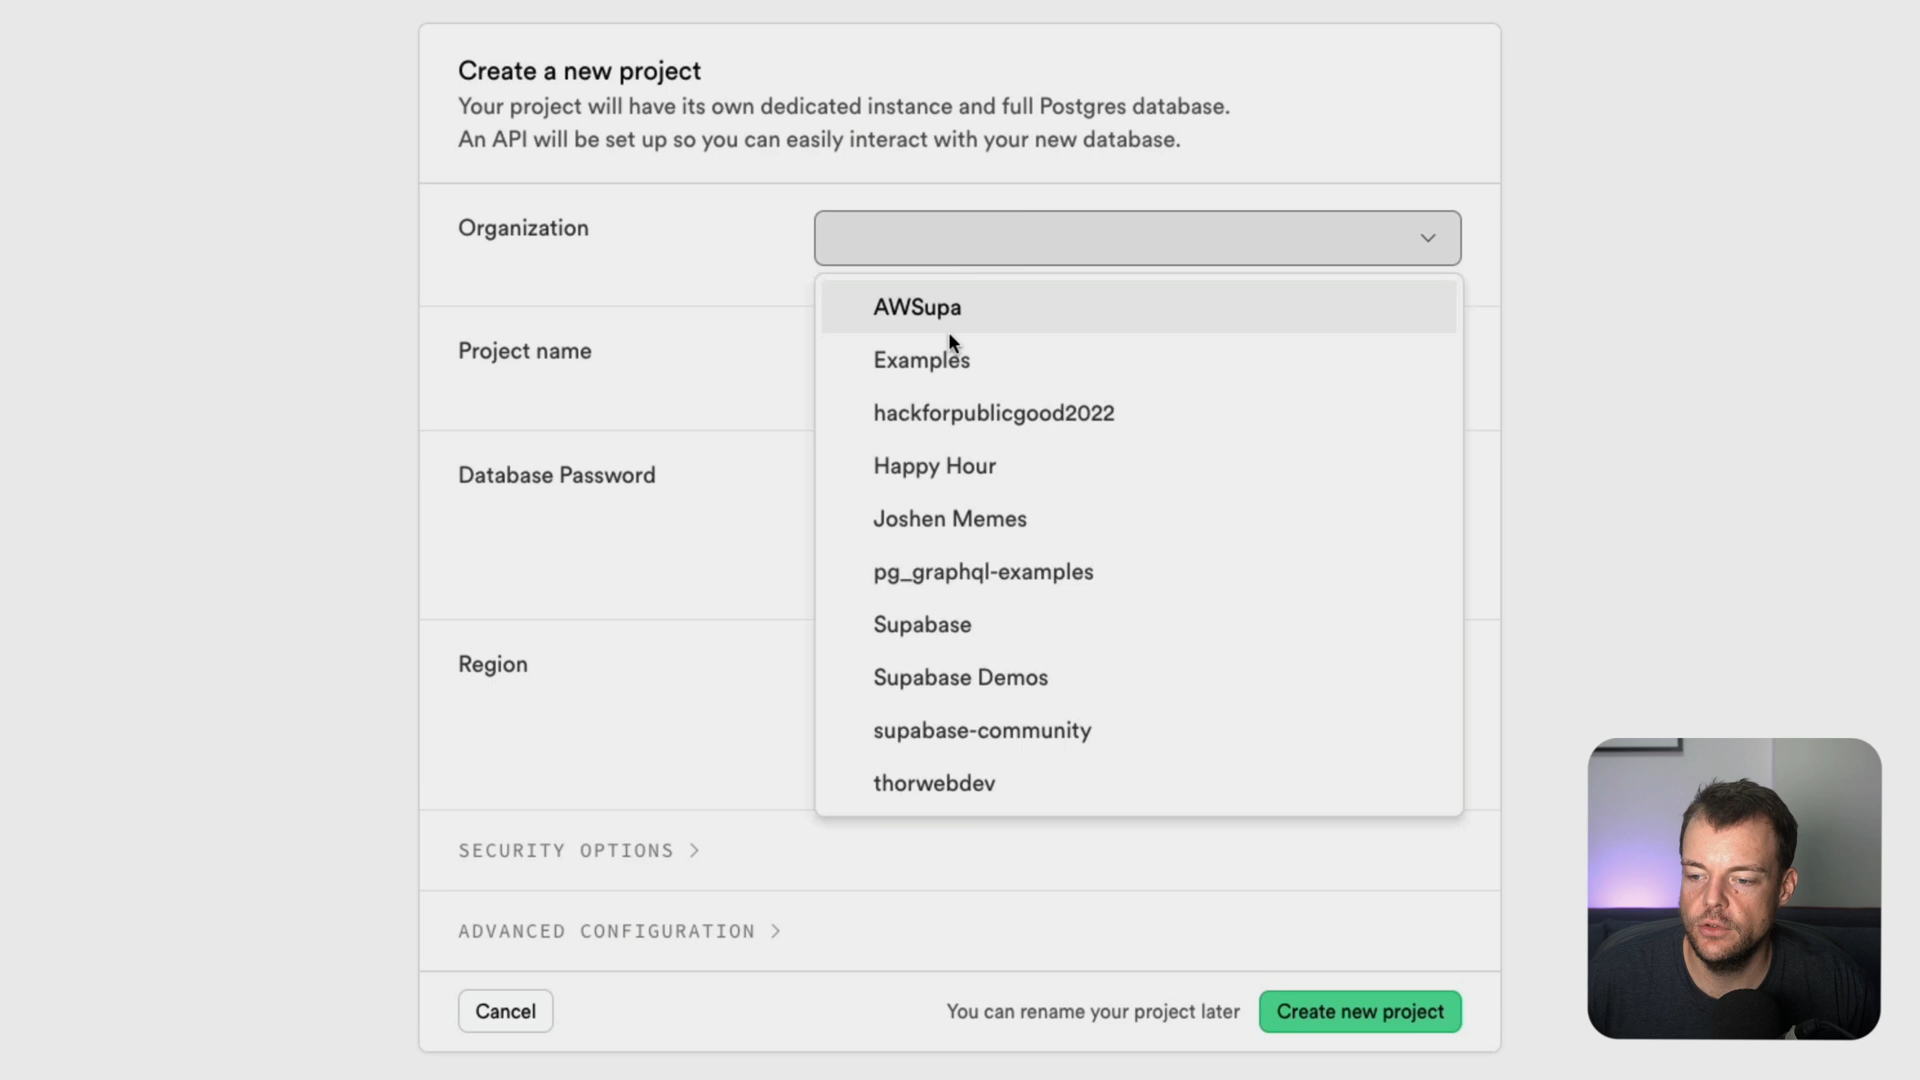 Create a new project
Your project will have its own dedicated instance and full Postgres database.
An API will be set up so you can easily interact with your new database.
Organization
AWSupa
Examples
hackforpublicgood2022
Happy Hour
Joshen Memes
pg_graphql-examples
Supabase
Supabase Demos
supabase-community
thorwebdev
Project name
Database Password
Region
SECURITY OPTIONS
ADVANCED CONFIGURATION
Cancel
You can rename your project later
Create new project